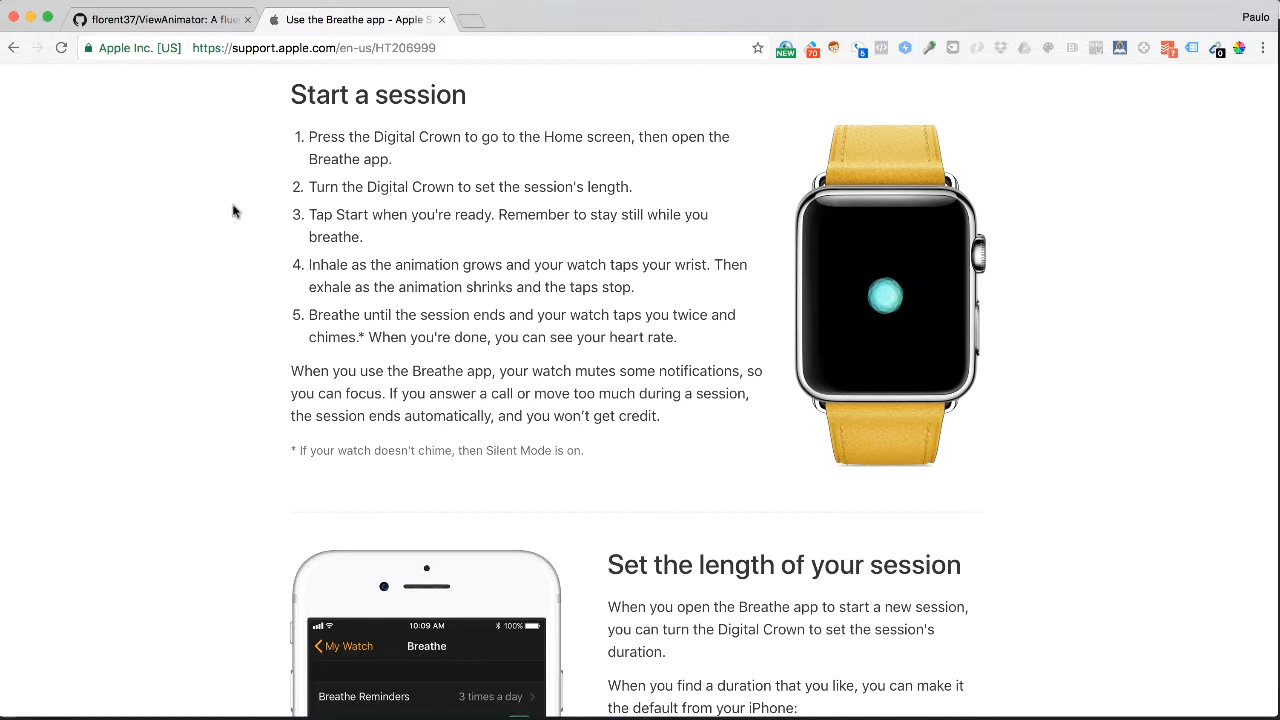 florent37/ViewAnimator: A flue
Use the Breathe app - Apple S
Paulo
Apple Inc. [US]
https://support.apple.com/en-us/HT206999
NEW
70
6
?
0
Start a session
1. Press the Digital Crown to go to the Home screen, then open the
Breathe app.
2. Turn the Digital Crown to set the session's length.
3. Tap Start when you're ready. Remember to stay still while you
breathe.
4. Inhale as the animation grows and your watch taps your wrist. Then
exhale as the animation shrinks and the taps stop.
5. Breathe until the session ends and your watch taps you twice and
chimes.* When you're done, you can see your heart rate.
When you use the Breathe app, your watch mutes some notifications, so
you can focus. If you answer a call or move too much during a session,
the session ends automatically, and you won’t get credit.
* If your watch doesn't chime, then Silent Mode is on.
10:09 AM
100%
My Watch
Breathe
Breathe Reminders
3 times a day
Set the length of your session
When you open the Breathe app to start a new session,
you can turn the Digital Crown to set the session's
duration.
When you find a duration that you like, you can make it
the default from your iPhone: